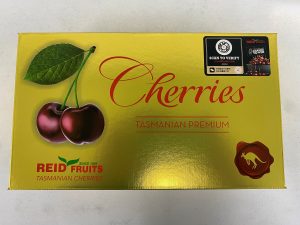 SCAN TO VERIFY
Cherries
TASMANIAN PREMIUM
REID FRUITS
TASMANIAN CHERRIES